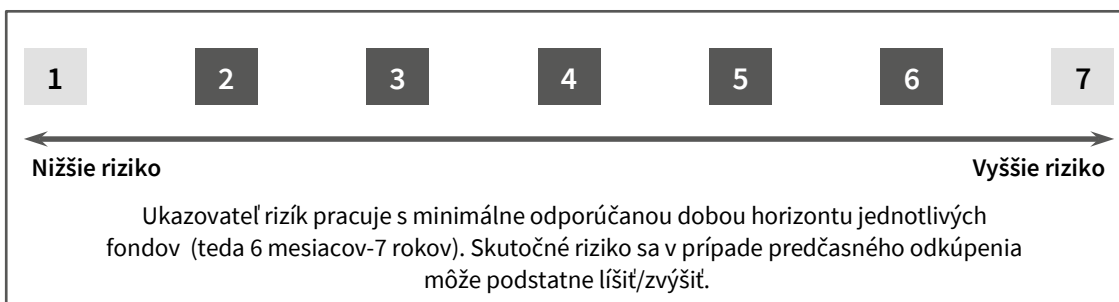 1 2 3 4 5 6 7
Nižšie riziko Vyššie riziko
Ukazovateľ rizík pracuje s minimálne odporúčanou dobou horizontu jednotlivých
fondov (teda 6 mesiacov-7 rokov). Skutočné riziko sa v prípade predčasného odkúpenia
môže podstatne líšiť/zvýšiť.